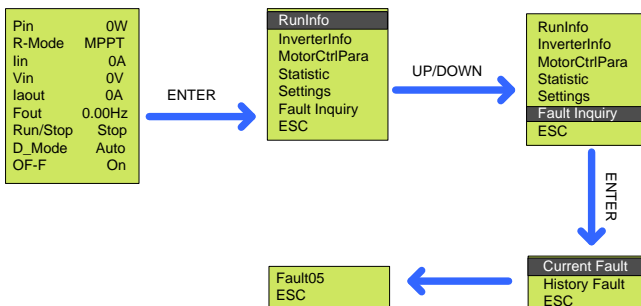 Pin 0W
R-Mode MPPT
Iin 0A
Vin 0V
Iaout 0A
Fout 0.00Hz
Run/Stop Stop
D_Mode Auto
OF-F On
ENTER
RunInfo
InverterInfo
MotorCtrlPara
Statistic
Settings
Fault Inquiry
ESC
UP/DOWN
RunInfo
InverterInfo
MotorCtrlPara
Statistic
Settings
Fault Inquiry
ESC
ENTER
Current Fault
History Fault
ESC
Fault05
ESC